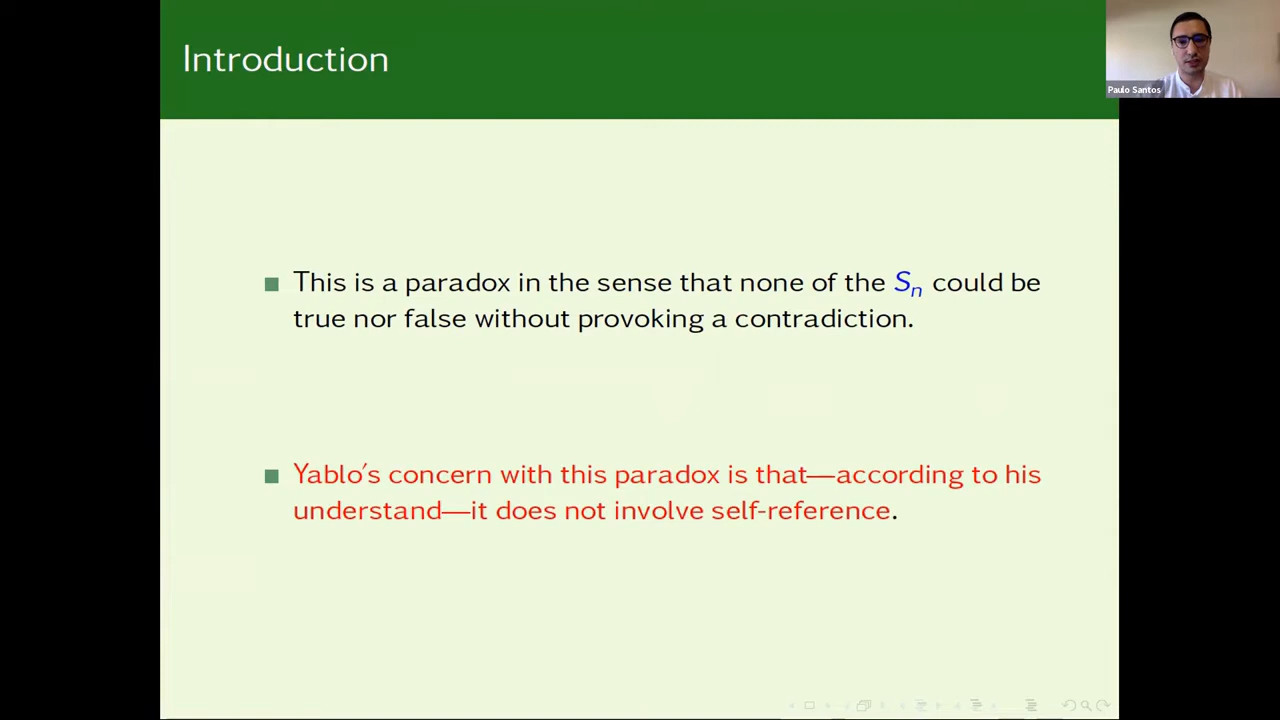 Introduction
Paulo Santos
This is a paradox in the sense that none of the Sn could be
true nor false without provoking a contradiction.
Yablo's concern with this paradox is that—according to his
understand—it does not involve self-reference.